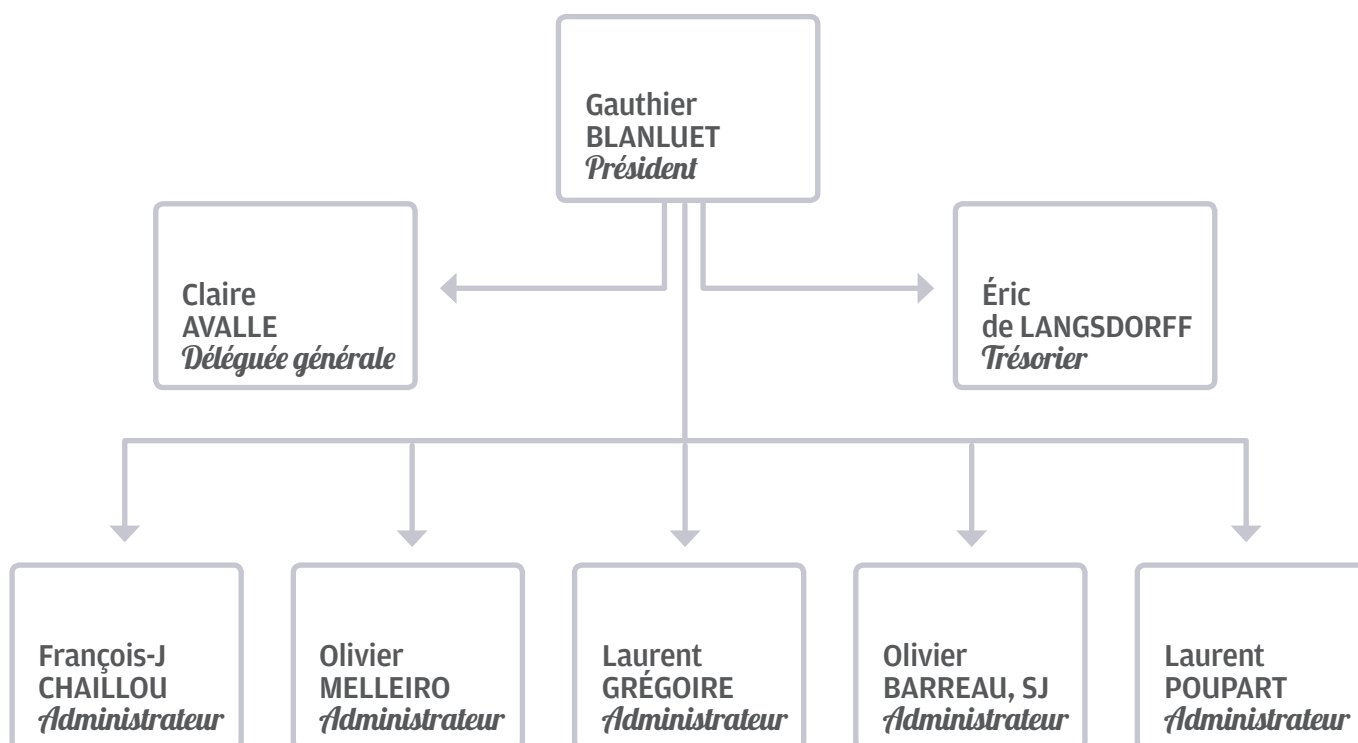 Gauthier
BLANLUET
Président
Claire
AVALLE
Déléguée générale
Éric
de LANGSDORFF
Trésorier
François-J
CHAILLOU
Administrateur
Olivier
MELLEIRO
Administrateur
Laurent
GRÉGOIRE
Administrateur
Olivier
BARREAU, SJ
Administrateur
Laurent
POUPART
Administrateur